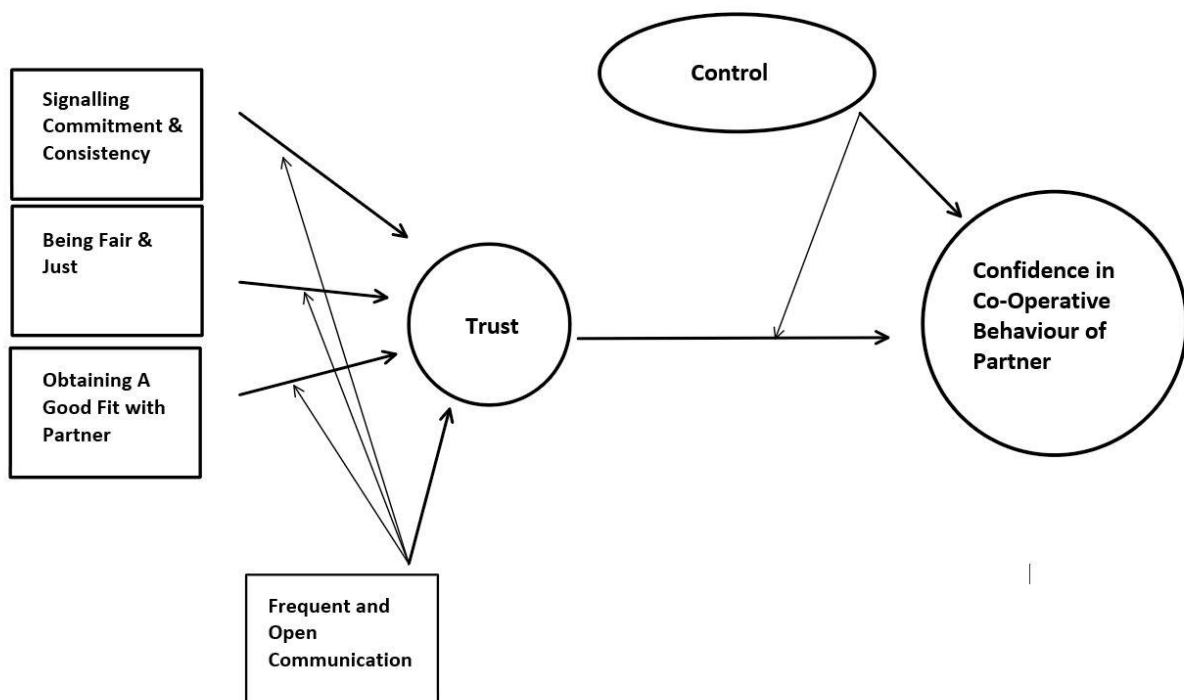 Signalling
Commitment &
Consistency
Being Fair &
Just
Obtaining A
Good Fit with
Partner
Frequent and
Open
Communication
Trust
Control
Confidence in
Co-Operative
Behaviour of
Partner